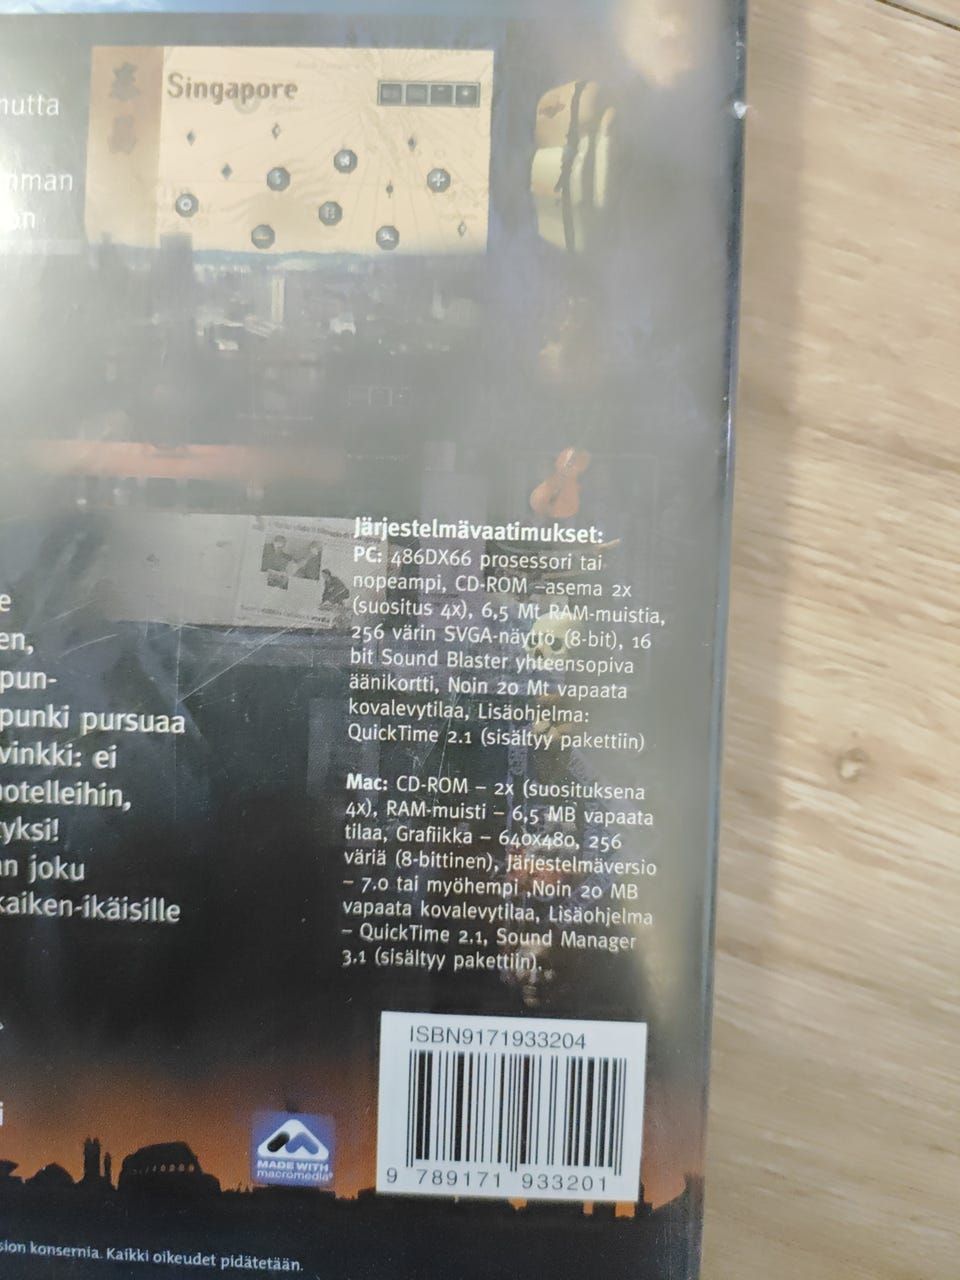 Singapore
mutta
mman
on
e
en,
pun-
punki pursuaa
vinkki: ei
hotelleihin,
tyksi!
n joku
kaiken-ikäisille
i
Järjestelmävaatimukset:
PC: 486DX66 prosessori tai
nopeampi, CD-ROM –asema 2x
(suositus 4x), 6,5 Mt RAM-muistia,
256 värin SVGA-näyttö (8-bit), 16
bit Sound Blaster yhteensopiva
äänikortti, Noin 20 Mt vapaata
kovalevytilaa, Lisäohjelma:
QuickTime 2.1 (sisältyy pakettiin)
Mac: CD-ROM – 2x (suosituksena
4x), RAM-muisti – 6,5 MB vapaata
tilaa, Grafiikka – 640x480, 256
väriä (8-bittinen), Järjestelmäversio
– 7.0 tai myöhempi ,Noin 20 MB
vapaata kovalevytilaa, Lisäohjelma
– QuickTime 2.1, Sound Manager
3.1 (sisältyy pakettiin).
ISBN9171933204
9 789171 933201
MADE WITH
macromedia®
sion konsernia. Kaikki oikeudet pidätetään.